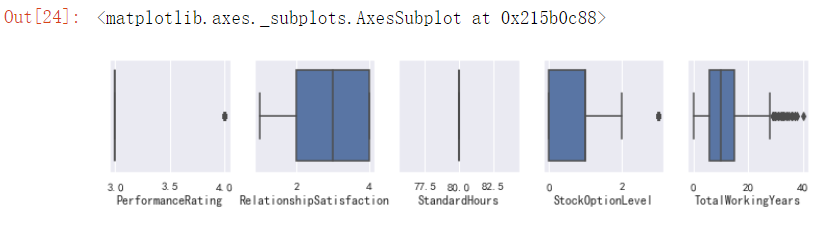 Out[24]: <matplotlib.axes._subplots.AxesSubplot at 0x215b0c88>
3.0 3.5 4.0 2 4 77.5 80.0 82.5 0 2 0 20 40
PerformanceRating RelationshipSatisfaction StandardHours StockOptionLevel TotalWorkingYears